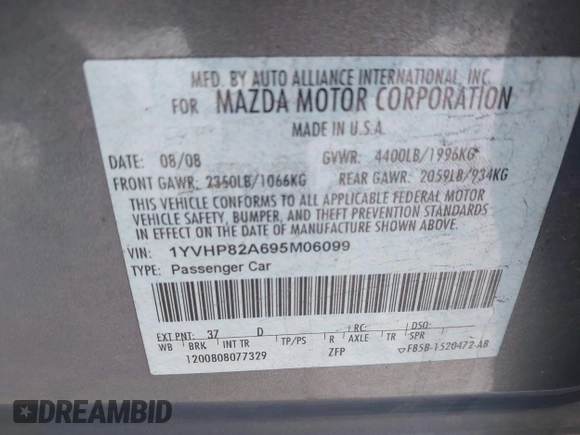 MFD. BY AUTO ALLIANCE INTERNATIONAL, INC.
FOR MAZDA MOTOR CORPORATION
MADE IN U.S.A.
DATE: 08/08 GVWR: 4400LB/1996KG
FRONT GAWR: 2350LB/1066KG REAR GAWR: 2059LB/934KG
THIS VEHICLE CONFORMS TO ALL APPLICABLE FEDERAL MOTOR
VEHICLE SAFETY, BUMPER, AND THEFT PREVENTION STANDARDS
IN EFFECT ON THE DATE OF MANUFACTURE SHOWN ABOVE.
VIN: 1YVHP82A695M06099
TYPE: Passenger Car
EXT PNT: 37 D RC: DSO:
WB BRK INT TR TP/PS R AXLE TR SPR
1200808077329 ZFP F85B-1520472-AB
DREAMBID